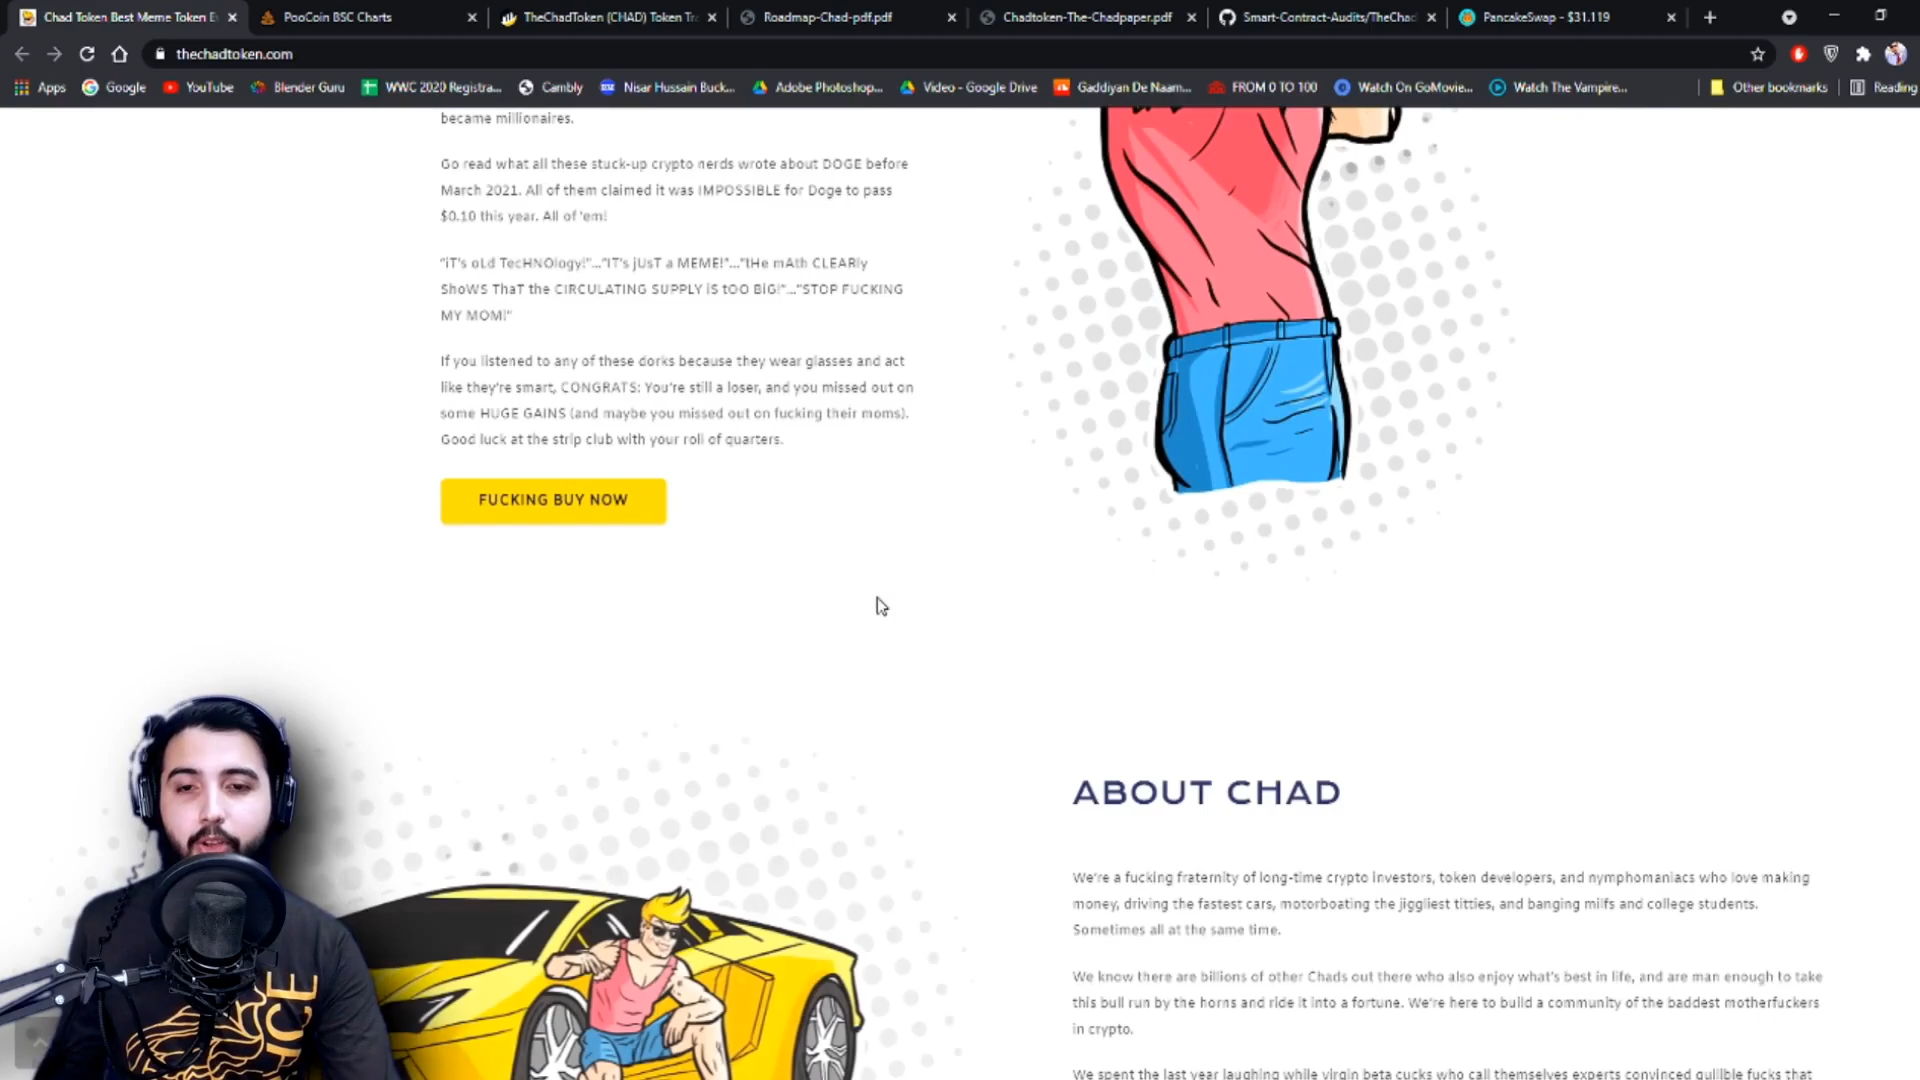 Chad Token Best Meme Token E
PooCoin BSC Charts
TheChadToken (CHAD) Token Tr
Roadmap-Chad-pdf.pdf
Chadtoken-The-Chadpaper.pdf
Smart-Contract-Audits/TheChad
PancakeSwap - $31.119
thechadtoken.com
Apps
Google
YouTube
Blender Guru
WWC 2020 Registra...
Cambly
Nisar Hussain Buck...
Adobe Photoshop...
Video - Google Drive
Gaddiyan De Naam...
FROM 0 TO 100
Watch On GoMovie...
Watch The Vampire...
Other bookmarks
Reading
became millionaires.
Go read what all these stuck-up crypto nerds wrote about DOGE before
March 2021. All of them claimed it was IMPOSSIBLE for Doge to pass
$0.10 this year. All of 'em!
"iT's oLd TecHNOlogy!"..."IT's jUsT a MEME!"..."tHe mAth CLEARly
ShoWS ThaT the CIRCULATING SUPPLY iS tOO BiG!"..."STOP FUCKING
MY MOM!"
If you listened to any of these dorks because they wear glasses and act
like they're smart, CONGRATS: You're still a loser, and you missed out on
some HUGE GAINS (and maybe you missed out on fucking their moms).
Good luck at the strip club with your roll of quarters.
FUCKING BUY NOW
ABOUT CHAD
We're a fucking fraternity of long-time crypto investors, token developers, and nymphomaniacs who love making
money, driving the fastest cars, motorboating the jiggliest titties, and banging milfs and college students.
Sometimes all at the same time.
We know there are billions of other Chads out there who also enjoy what's best in life, and are man enough to take
this bull run by the horns and ride it into a fortune. We're here to build a community of the baddest motherfuckers
in crypto.
We spent the last year laughing while virgin beta cucks who call themselves experts convinced gullible fucks that